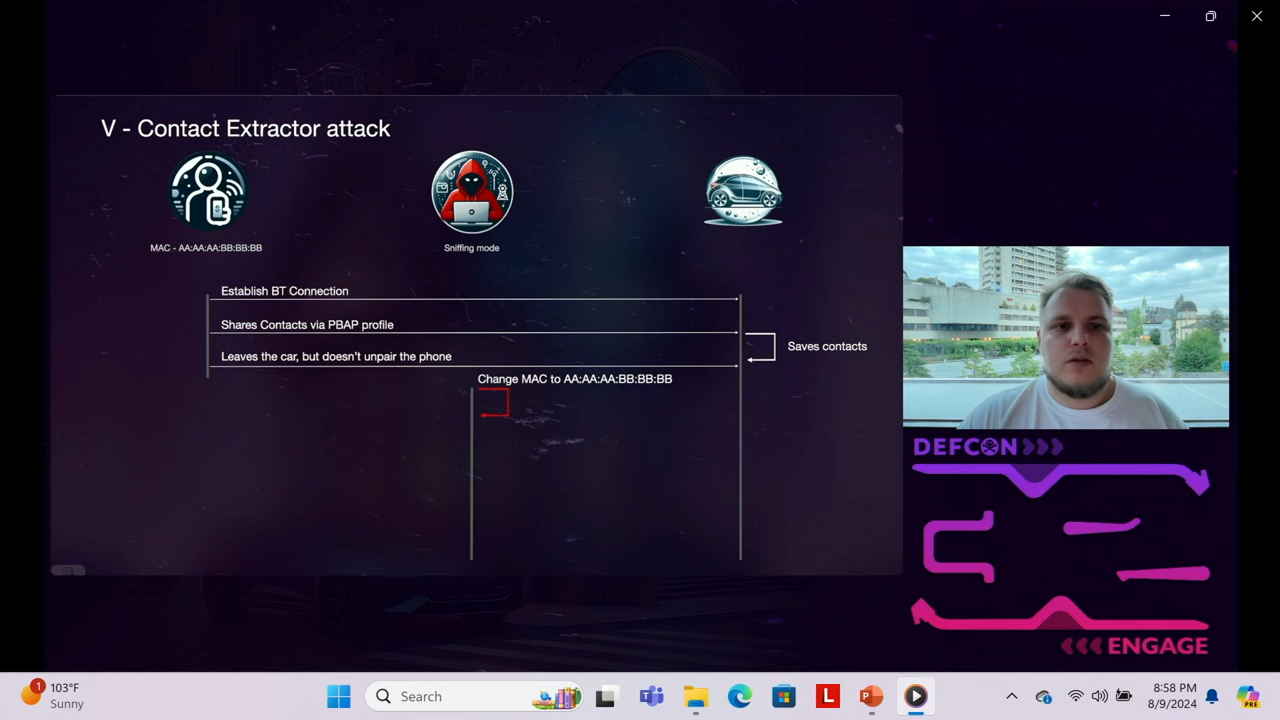 V - Contact Extractor attack
MAC - AA:AA:AA:BB:BB:BB
Sniffing mode
Establish BT Connection
Shares Contacts via PBAP profile
Saves contacts
Leaves the car, but doesn't unpair the phone
Change MAC to AA:AA:AA:BB:BB:BB
DEFCON
ENGAGE
1
103°F
Sunny
Search
L
PRE
8:58 PM
8/9/2024